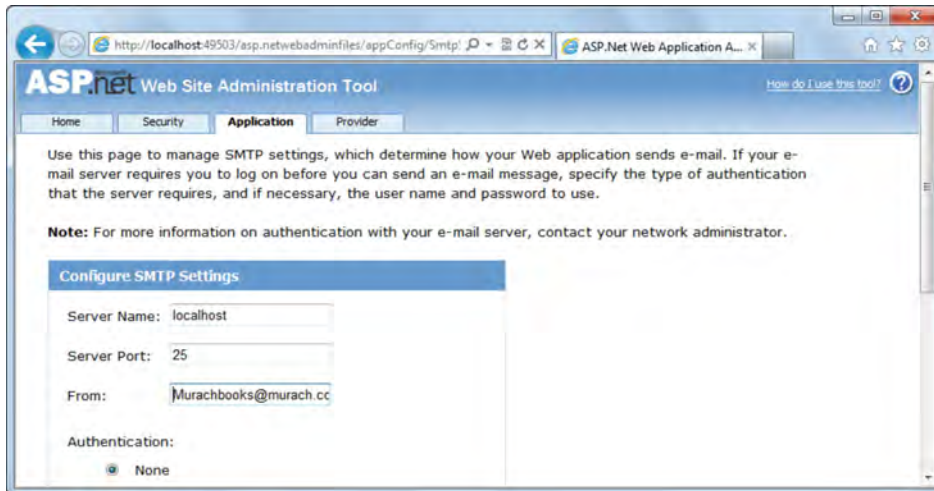 http://localhost:49503/asp.netwebadminfiles/appConfig/Smtp!
ASP.Net Web Application A...
ASP.net Web Site Administration Tool
How do I use this tool?
Home
Security
Application
Provider
Use this page to manage SMTP settings, which determine how your Web application sends e-mail. If your e-
mail server requires you to log on before you can send an e-mail message, specify the type of authentication
that the server requires, and if necessary, the user name and password to use.
Note: For more information on authentication with your e-mail server, contact your network administrator.
Configure SMTP Settings
Server Name: localhost
Server Port: 25
From: Murachbooks@murach.cc
Authentication:
None